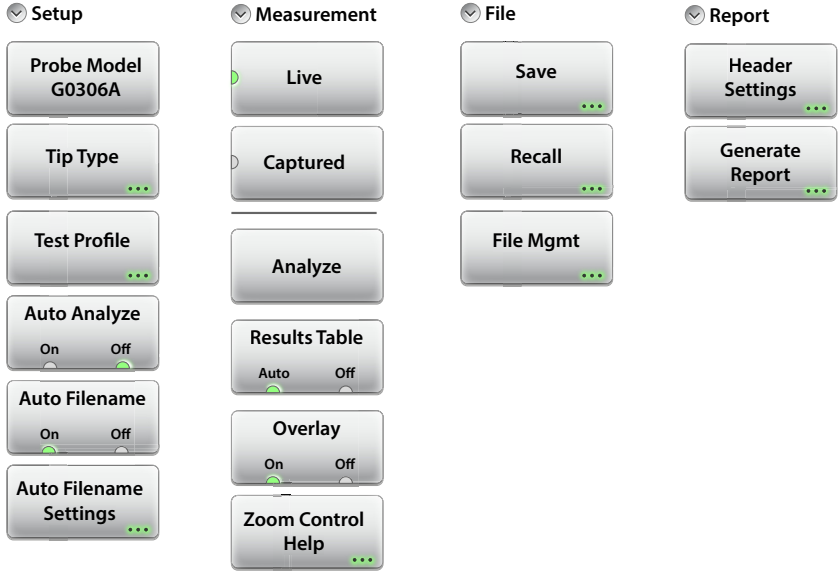 Setup
Probe Model
G0306A
Tip Type
Test Profile
Auto Analyze
On Off
Auto Filename
On Off
Auto Filename
Settings
Measurement
Live
Captured
Analyze
Results Table
Auto Off
Overlay
On Off
Zoom Control
Help
File
Save
Recall
File Mgmt
Report
Header
Settings
Generate
Report